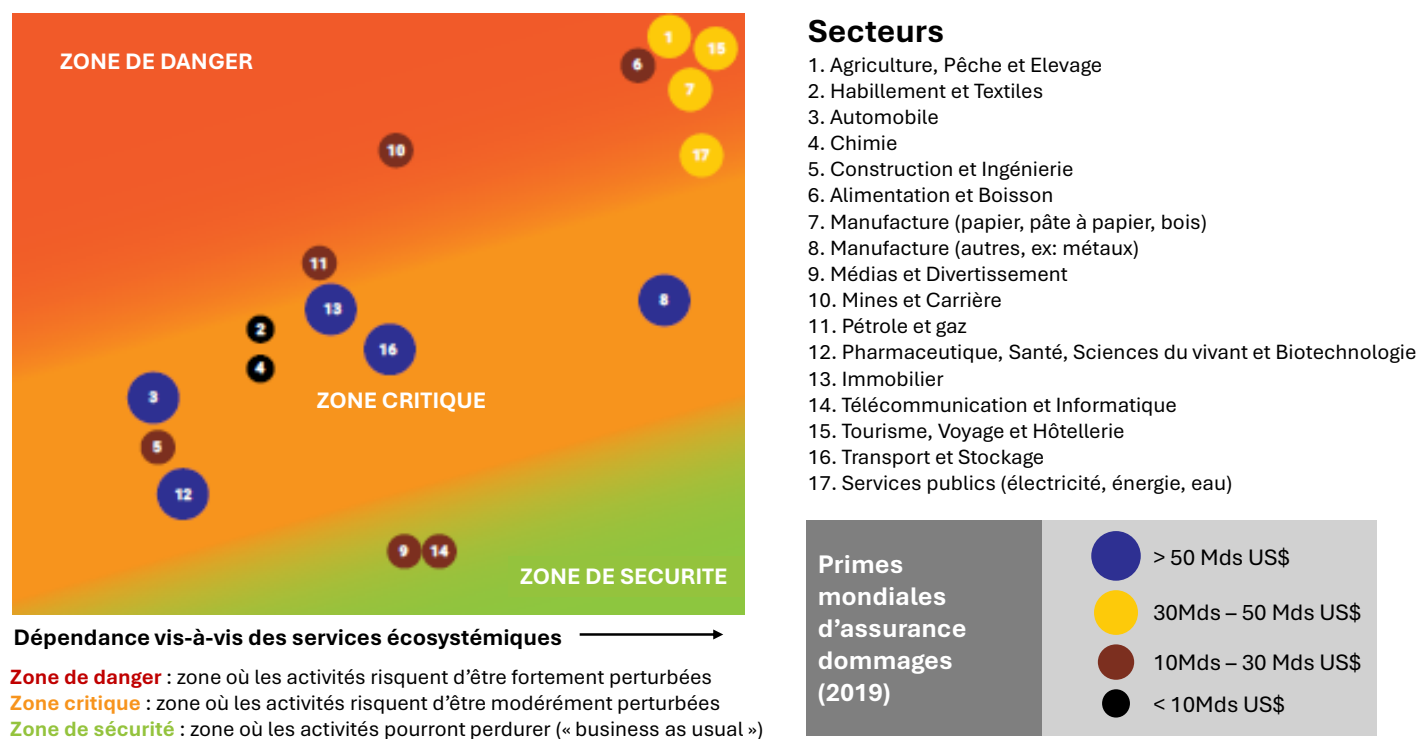 ZONE DE DANGER
1
15
6
7
10
17
11
13
8
2
16
4
3
ZONE CRITIQUE
5
12
9
14
ZONE DE SECURITE
Dépendance vis-à-vis des services écosystémiques
Zone de danger : zone où les activités risquent d’être fortement perturbées
Zone critique : zone où les activités risquent d’être modérément perturbées
Zone de sécurité : zone où les activités pourront perdurer (« business as usual »)
Secteurs
1. Agriculture, Pêche et Elevage
2. Habillement et Textiles
3. Automobile
4. Chimie
5. Construction et Ingénierie
6. Alimentation et Boisson
7. Manufacture (papier, pâte à papier, bois)
8. Manufacture (autres, ex: métaux)
9. Médias et Divertissement
10. Mines et Carrière
11. Pétrole et gaz
12. Pharmaceutique, Santé, Sciences du vivant et Biotechnologie
13. Immobilier
14. Télécommunication et Informatique
15. Tourisme, Voyage et Hôtellerie
16. Transport et Stockage
17. Services publics (électricité, énergie, eau)
Primes
mondiales
d’assurance
dommages
(2019)
> 50 Mds US$
30Mds – 50 Mds US$
10Mds – 30 Mds US$
< 10Mds US$